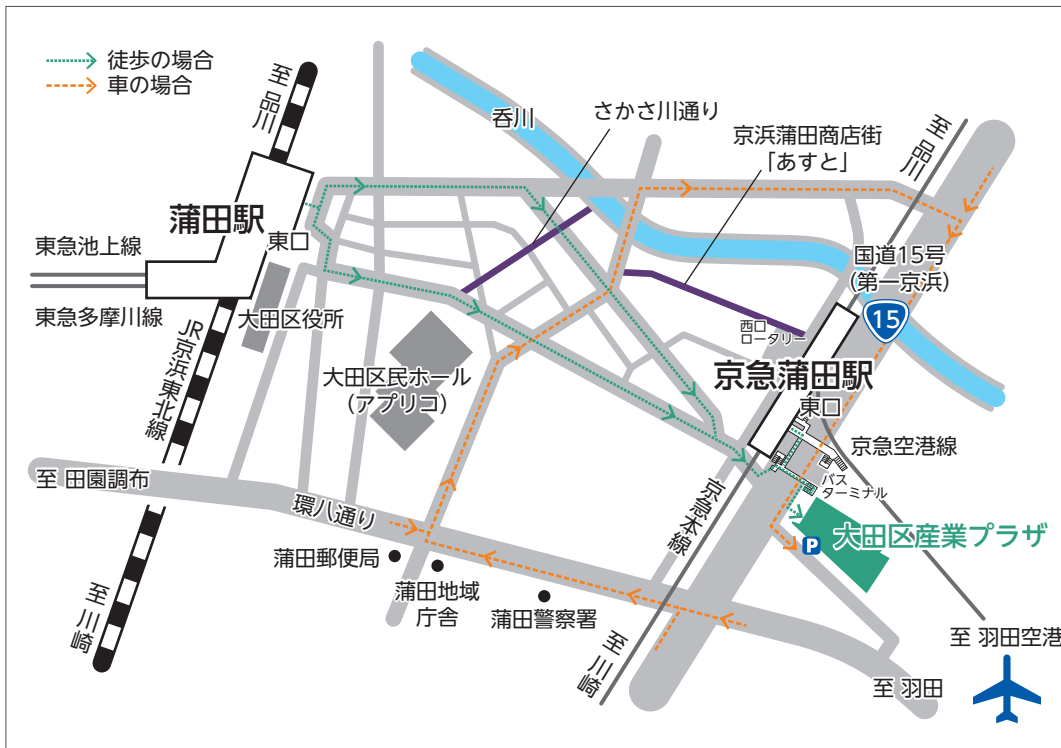 徒歩の場合
車の場合
至 品川
呑川
さかさ川通り
京浜蒲田商店街
「あすと」
至 品川
蒲田駅
東口
東急池上線
東急多摩川線
大田区役所
JR京浜東北線
大田区民ホール
(アプリコ)
国道15号
(第一京浜)
15
西口
ロータリー
京急蒲田駅
東口
京急空港線
バス
ターミナル
至 田園調布
環八通り
京急本線
大田区産業プラザ
P
蒲田郵便局
蒲田地域
庁舎
蒲田警察署
至 川崎
至 川崎
至 羽田空港
至 羽田